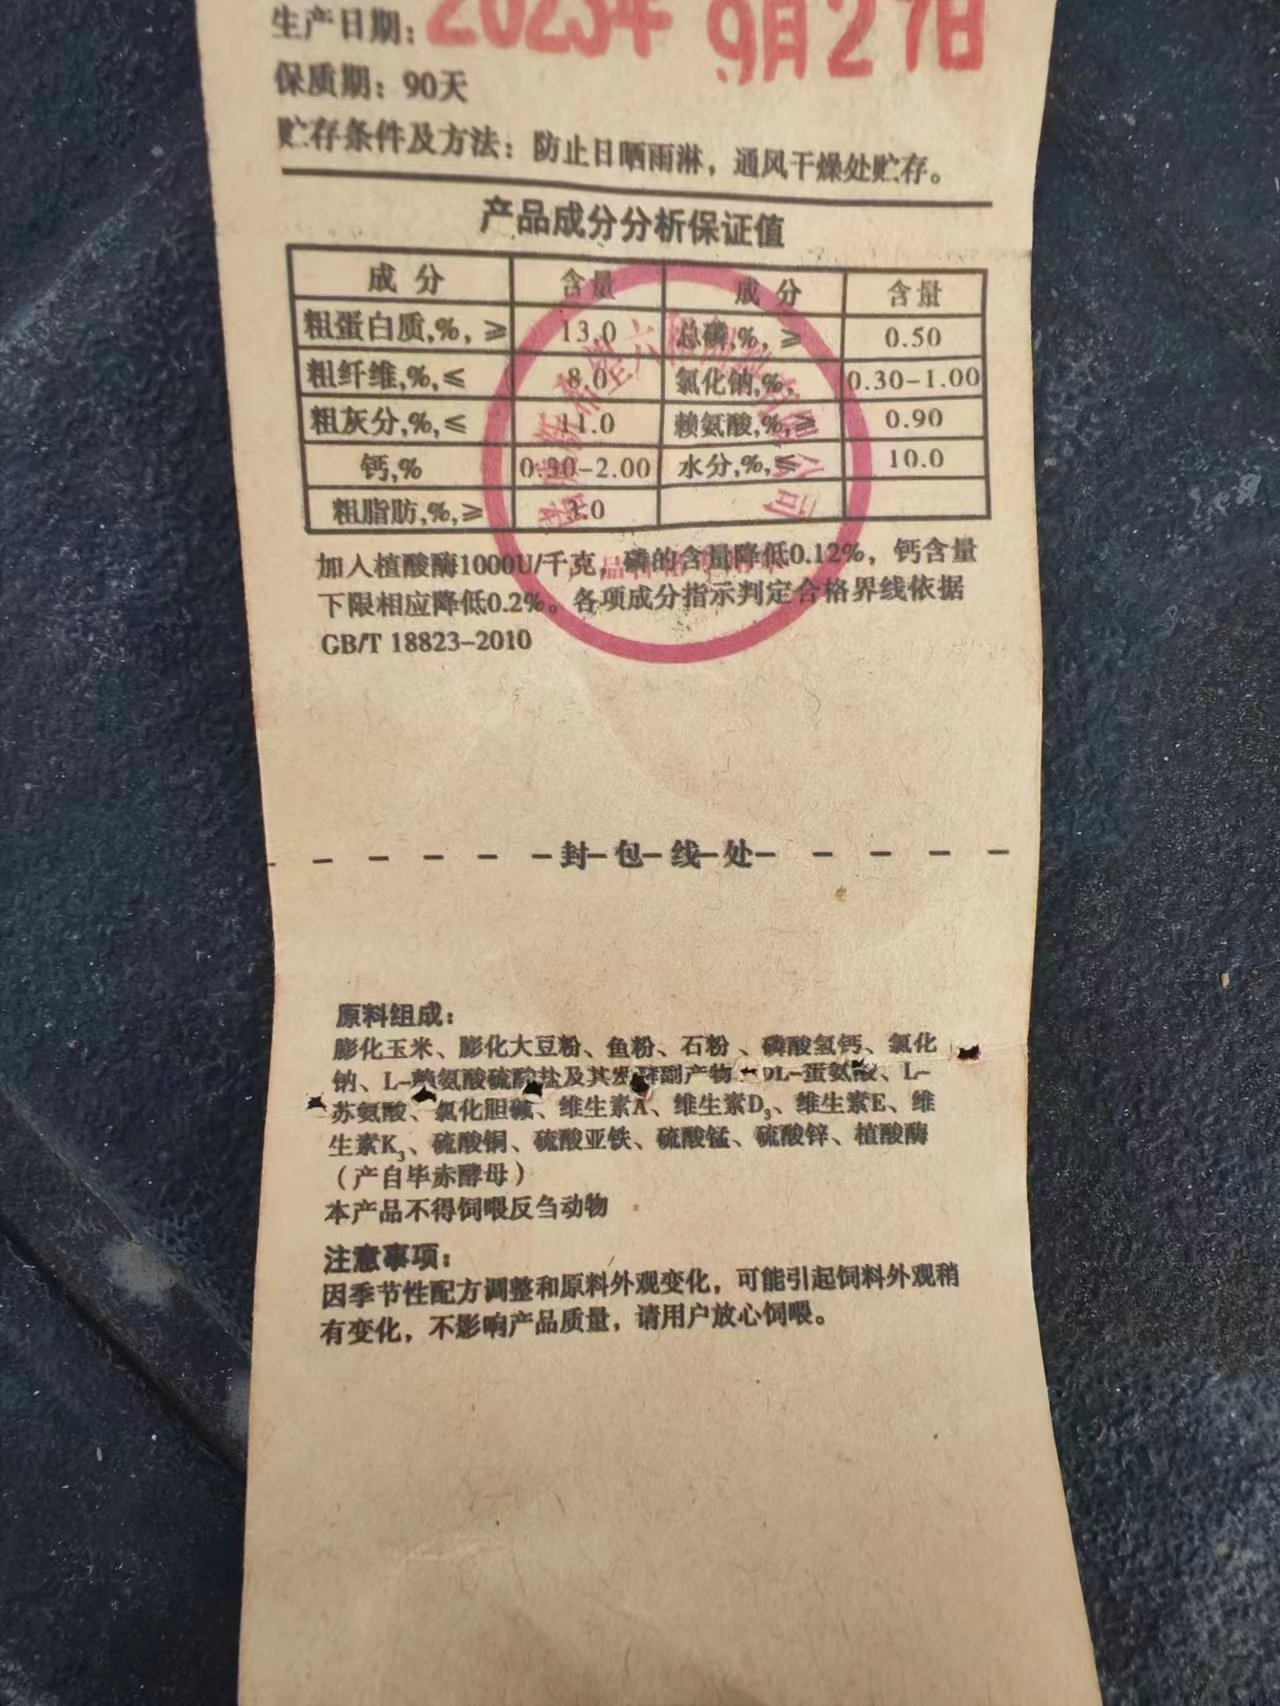 生产日期：2023年 9月27日
保质期：90天
贮存条件及方法：防止日晒雨淋，通风干燥处贮存。
产品成分分析保证值
成 分 含量 成 分 含量
粗蛋白质,%, ≥ 13.0 总磷,%, ≥ 0.50
粗纤维,%,≤ 8.0 氯化钠,%, 0.30-1.00
粗灰分,%,≤ 11.0 赖氨酸,%,≥ 0.90
钙,% 0.30-2.00 水分,%,≤ 10.0
粗脂肪,%,≥ 3.0
加入植酸酶1000U/千克，磷的含量降低0.12%，钙含量
下限相应降低0.2%。各项成分指示判定合格界线依据
GB/T 18823-2010
封 包 线 处
原料组成：
膨化玉米、膨化大豆粉、鱼粉、石粉、磷酸氢钙、氯化
钠、L-赖氨酸硫酸盐及其发酵副产物、DL-蛋氨酸、L-
苏氨酸、氯化胆碱、维生素A、维生素D3、维生素E、维
生素K3、硫酸铜、硫酸亚铁、硫酸锰、硫酸锌、植酸酶
（产自毕赤酵母）
本产品不得饲喂反刍动物
注意事项：
因季节性配方调整和原料外观变化，可能引起饲料外观稍
有变化，不影响产品质量，请用户放心饲喂。